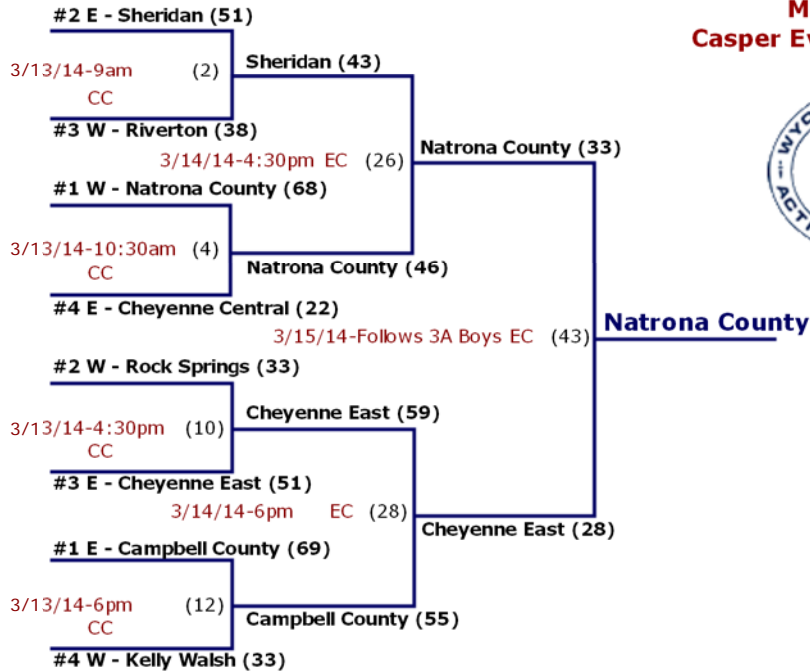 #2 E - Sheridan (51)
3/13/14-9am (2)
CC
#3 W - Riverton (38)
Sheridan (43)
3/14/14-4:30pm EC (26)
#1 W - Natrona County (68)
3/13/14-10:30am (4)
CC
#4 E - Cheyenne Central (22)
Natrona County (46)
Natrona County (33)
3/15/14-Follows 3A Boys EC (43)
Natrona County
#2 W - Rock Springs (33)
3/13/14-4:30pm (10)
CC
#3 E - Cheyenne East (51)
Cheyenne East (59)
3/14/14-6pm EC (28)
Cheyenne East (28)
#1 E - Campbell County (69)
3/13/14-6pm (12)
CC
#4 W - Kelly Walsh (33)
Campbell County (55)
M
Casper Ev
WYO
ACTI